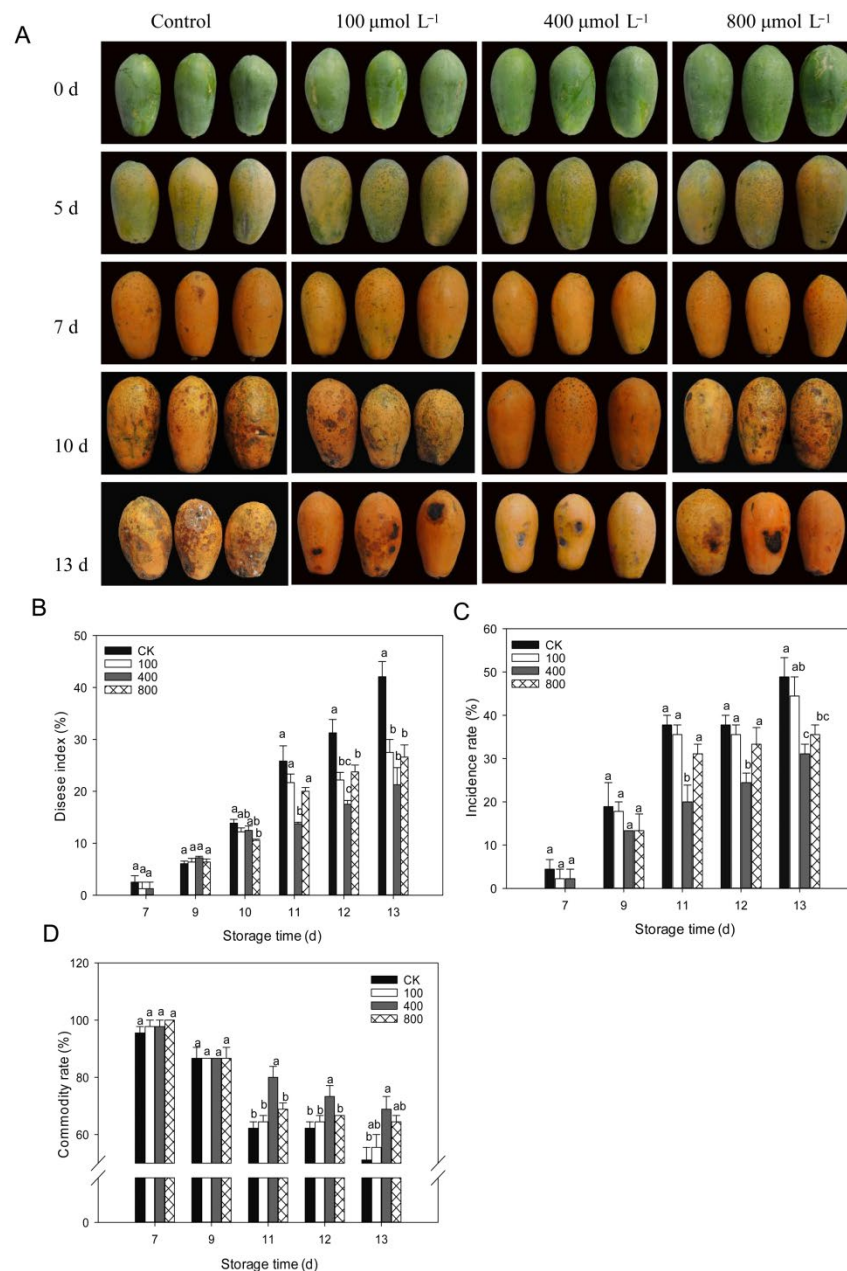 A
Control 100 μmol L⁻¹ 400 μmol L⁻¹ 800 μmol L⁻¹
0 d
5 d
7 d
10 d
13 d
B
Disese index (%)
50
40
30
20
10
0
CK
100
400
800
a a a
a a a a
a ab ab b
a a b a
a bc c b
a b b b
7 9 10 11 12 13
Storage time (d)
C
Incidence rate (%)
60
50
40
30
20
10
0
CK
100
400
800
a a a
a a a a
a a b a
a a b a
a ab c bc
7 9 11 12 13
Storage time (d)
D
Commodity rate (%)
120
100
80
60
0
CK
100
400
800
a a a a
a a a a
b b a b
b b a b
b ab a ab
7 9 11 12 13
Storage time (d)